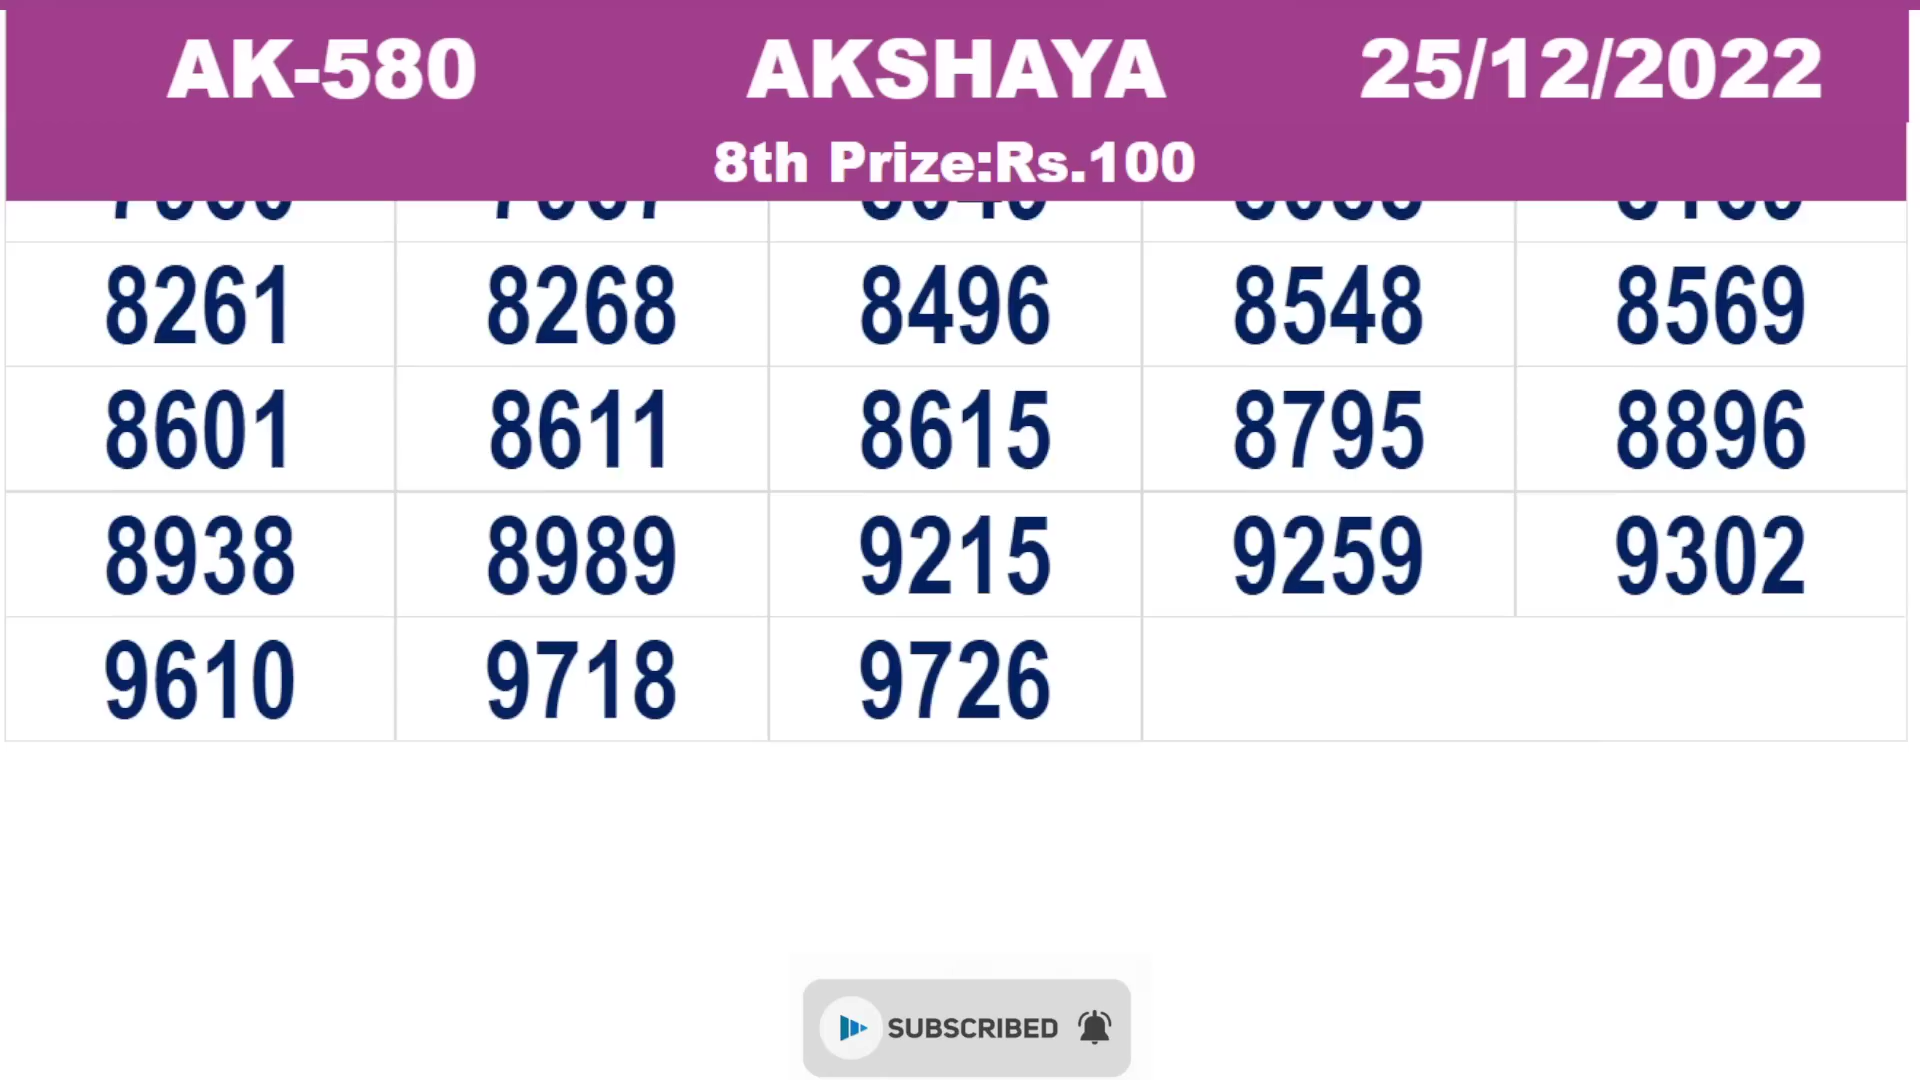 AK-580 AKSHAYA 25/12/2022
8th Prize:Rs.100
8261 8268 8496 8548 8569
8601 8611 8615 8795 8896
8938 8989 9215 9259 9302
9610 9718 9726
SUBSCRIBED